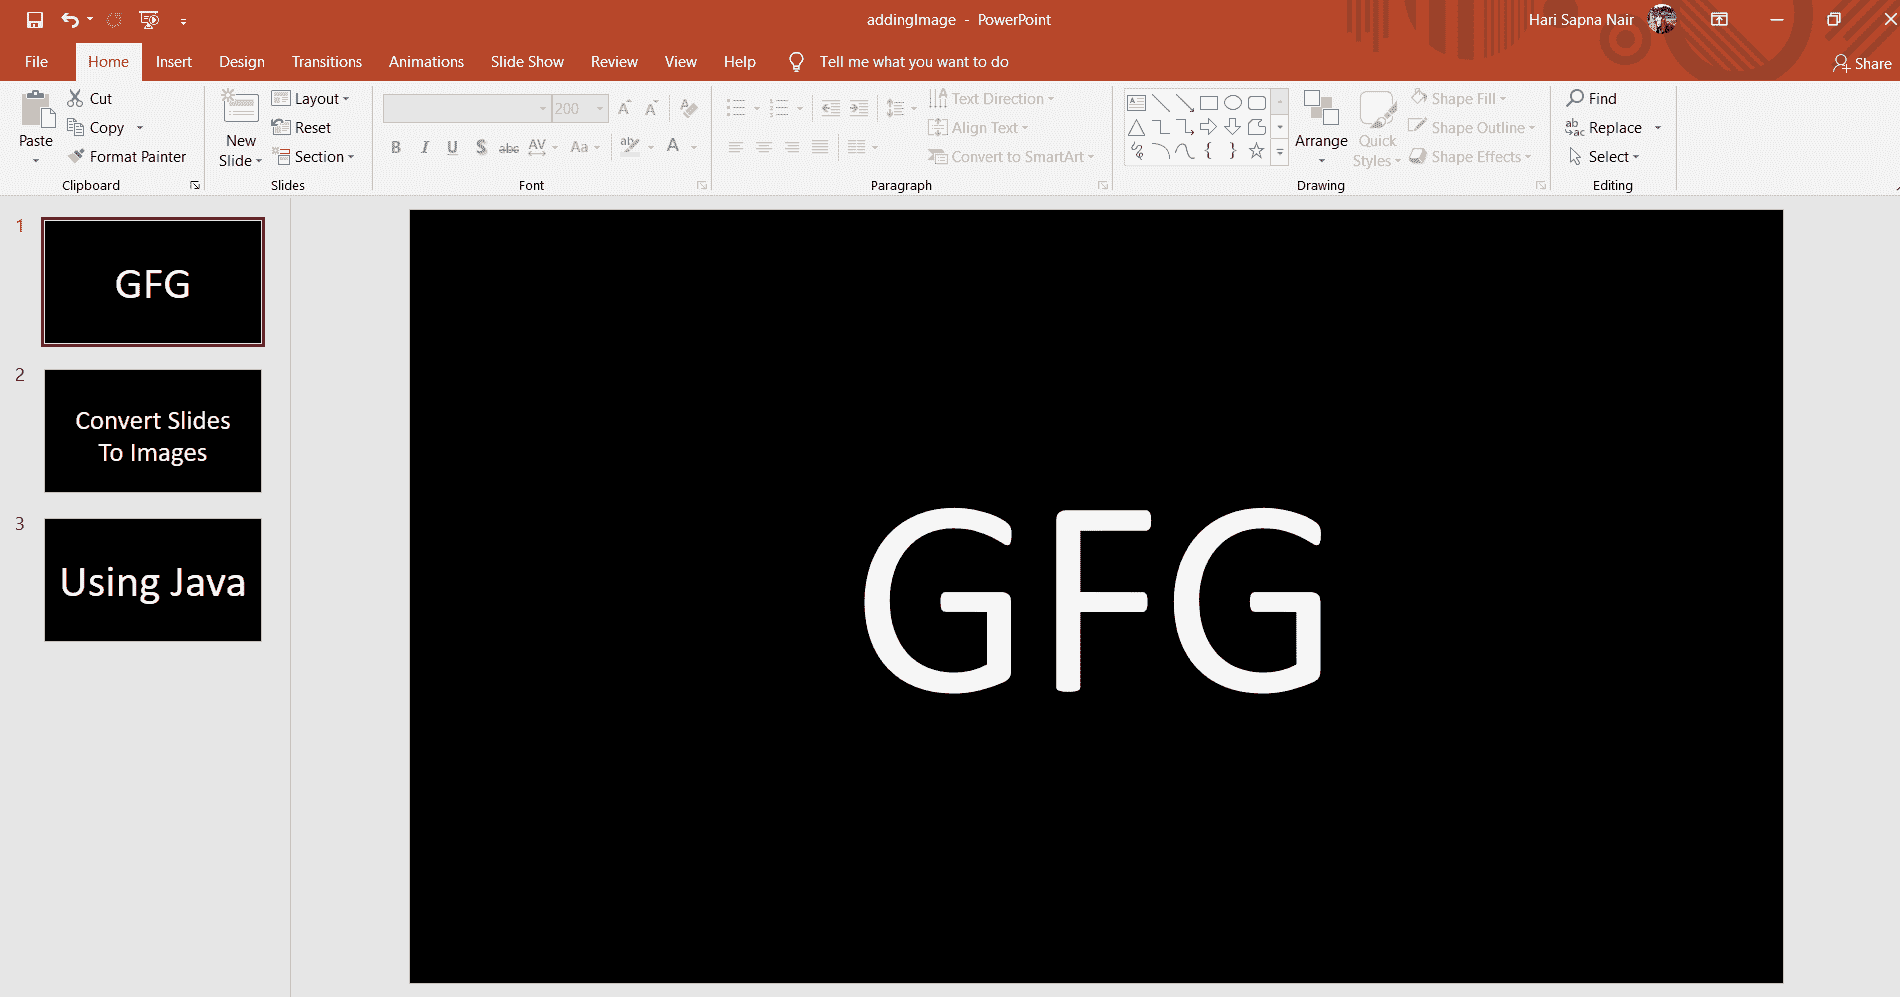 addingImage - PowerPoint
Hari Sapna Nair
File Home Insert Design Transitions Animations Slide Show Review View Help Tell me what you want to do Share
Paste
Cut
Copy
Format Painter
Clipboard
New
Slide
Layout
Reset
Section
Slides
200
B I U S abc AV Aa aby A
Font
Text Direction
Align Text
Convert to SmartArt
Paragraph
Arrange
Quick
Styles
Shape Fill
Shape Outline
Shape Effects
Drawing
Find
Replace
Select
Editing
1
GFG
2
Convert Slides
To Images
3
Using Java
GFG